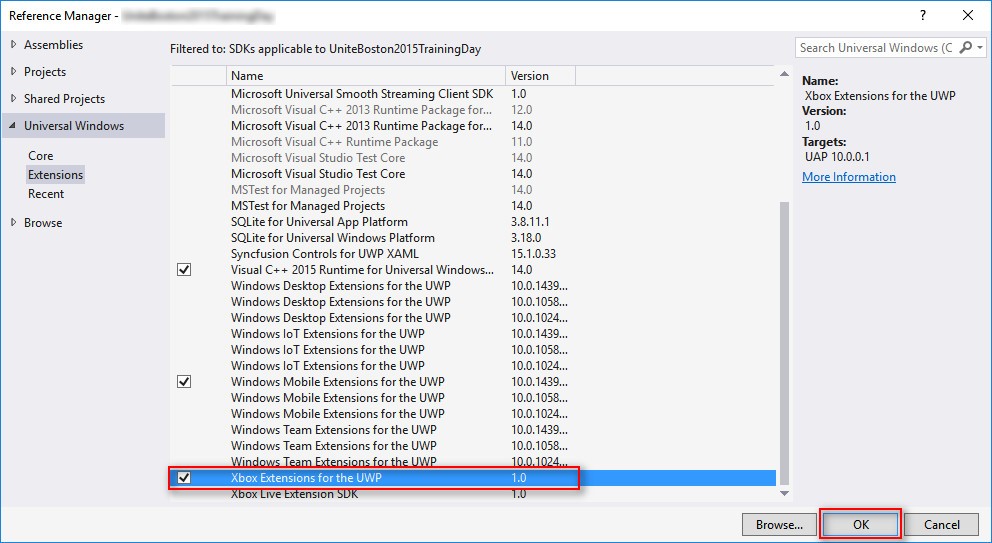 Reference Manager - UniteBoston2015TrainingDay
? 
Assemblies
Projects
Shared Projects
Universal Windows
Core
Extensions
Recent
Browse
Filtered to: SDKs applicable to UniteBoston2015TrainingDay
Search Universal Windows (C
Name Version
Microsoft Universal Smooth Streaming Client SDK 1.0
Microsoft Visual C++ 2013 Runtime Package for... 12.0
Microsoft Visual C++ 2013 Runtime Package for... 14.0
Microsoft Visual C++ Runtime Package 11.0
Microsoft Visual Studio Test Core 14.0
Microsoft Visual Studio Test Core 14.0
MSTest for Managed Projects 14.0
MSTest for Managed Projects 14.0
SQLite for Universal App Platform 3.8.11.1
SQLite for Universal Windows Platform 3.18.0
Syncfusion Controls for UWP XAML 15.1.0.33
Visual C++ 2015 Runtime for Universal Windows... 14.0
Windows Desktop Extensions for the UWP 10.0.1439...
Windows Desktop Extensions for the UWP 10.0.1058...
Windows Desktop Extensions for the UWP 10.0.1024...
Windows IoT Extensions for the UWP 10.0.1439...
Windows IoT Extensions for the UWP 10.0.1058...
Windows IoT Extensions for the UWP 10.0.1024...
Windows Mobile Extensions for the UWP 10.0.1439...
Windows Mobile Extensions for the UWP 10.0.1058...
Windows Mobile Extensions for the UWP 10.0.1024...
Windows Team Extensions for the UWP 10.0.1439...
Windows Team Extensions for the UWP 10.0.1058...
Windows Team Extensions for the UWP 10.0.1024...
Xbox Extensions for the UWP 1.0
Xbox Live Extension SDK 1.0
Name:
Xbox Extensions for the UWP
Version:
1.0
Targets:
UAP 10.0.0.1
More Information
Browse...
OK
Cancel